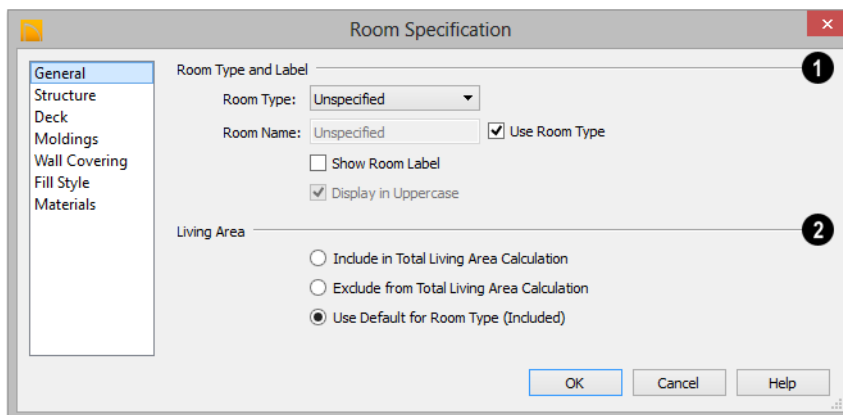 Room Specification
General
Structure
Deck
Moldings
Wall Covering
Fill Style
Materials
Room Type and Label
1
Room Type: Unspecified
Room Name: Unspecified Use Room Type
Show Room Label
Display in Uppercase
Living Area
2
Include in Total Living Area Calculation
Exclude from Total Living Area Calculation
Use Default for Room Type (Included)
OK Cancel Help